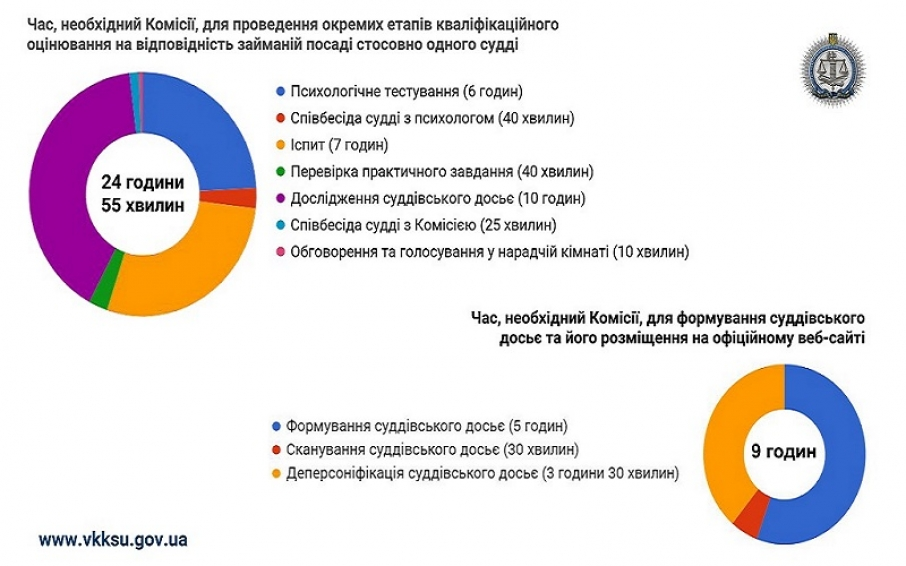 Час, необхідний Комісії, для проведення окремих етапів кваліфікаційного
оцінювання на відповідність займаній посаді стосовно одного судді
24 години
55 хвилин
Психологічне тестування (6 годин)
Співбесіда судді з психологом (40 хвилин)
Іспит (7 годин)
Перевірка практичного завдання (40 хвилин)
Дослідження суддівського досьє (10 годин)
Співбесіда судді з Комісією (25 хвилин)
Обговорення та голосування у нарадчій кімнаті (10 хвилин)
Час, необхідний Комісії, для формування суддівського
досьє та його розміщення на офіційному веб-сайті
Формування суддівського досьє (5 годин)
Сканування суддівського досьє (30 хвилин)
Деперсоніфікація суддівського досьє (3 години 30 хвилин)
9 годин
www.vkksu.gov.ua